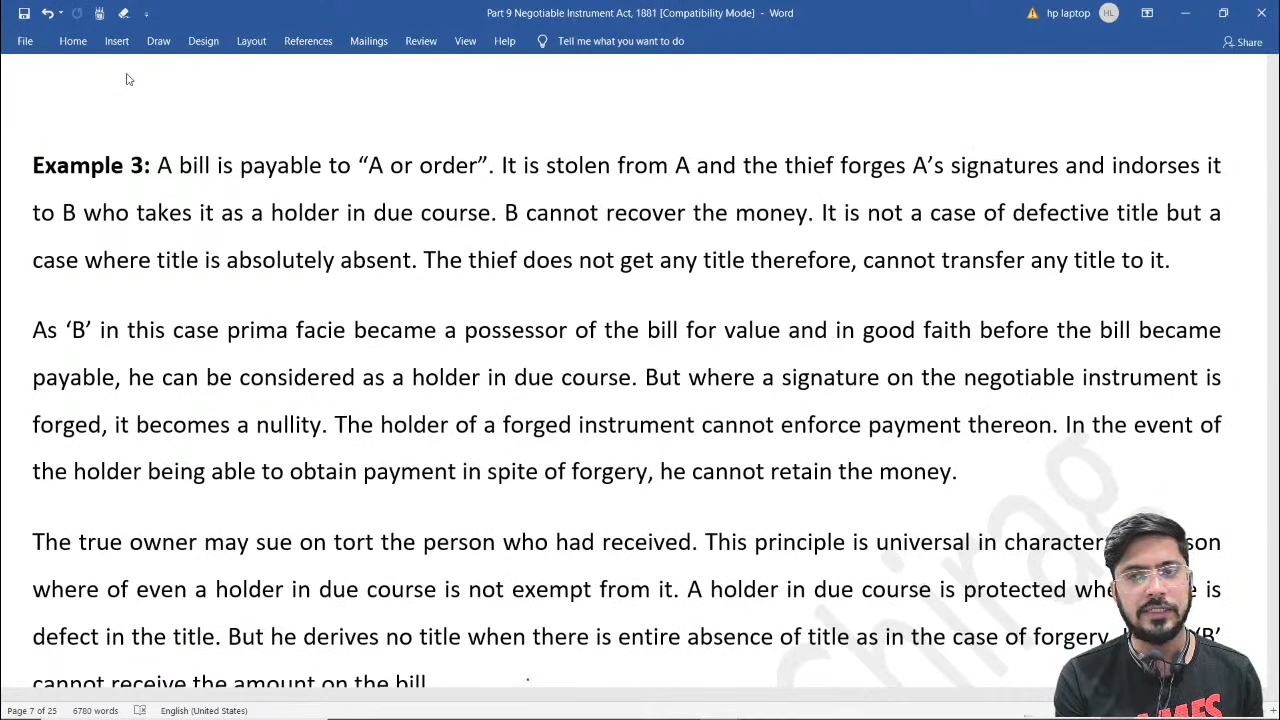 Part 9 Negotiable Instrument Act, 1881 [Compatibility Mode] - Word
hp laptop
HL
File Home Insert Draw Design Layout References Mailings Review View Help Tell me what you want to do
Share
Example 3: A bill is payable to “A or order”. It is stolen from A and the thief forges A’s signatures and indorses it
to B who takes it as a holder in due course. B cannot recover the money. It is not a case of defective title but a
case where title is absolutely absent. The thief does not get any title therefore, cannot transfer any title to it.
As ‘B’ in this case prima facie became a possessor of the bill for value and in good faith before the bill became
payable, he can be considered as a holder in due course. But where a signature on the negotiable instrument is
forged, it becomes a nullity. The holder of a forged instrument cannot enforce payment thereon. In the event of
the holder being able to obtain payment in spite of forgery, he cannot retain the money.
The true owner may sue on tort the person who had received. This principle is universal in character
where of even a holder in due course is not exempt from it. A holder in due course is protected is
defect in the title. But he derives no title when there is entire absence of title as in the case of forgery. ‘B’
cannot receive the amount on the bill.
Chirag
Page 7 of 25 6780 words English (United States)